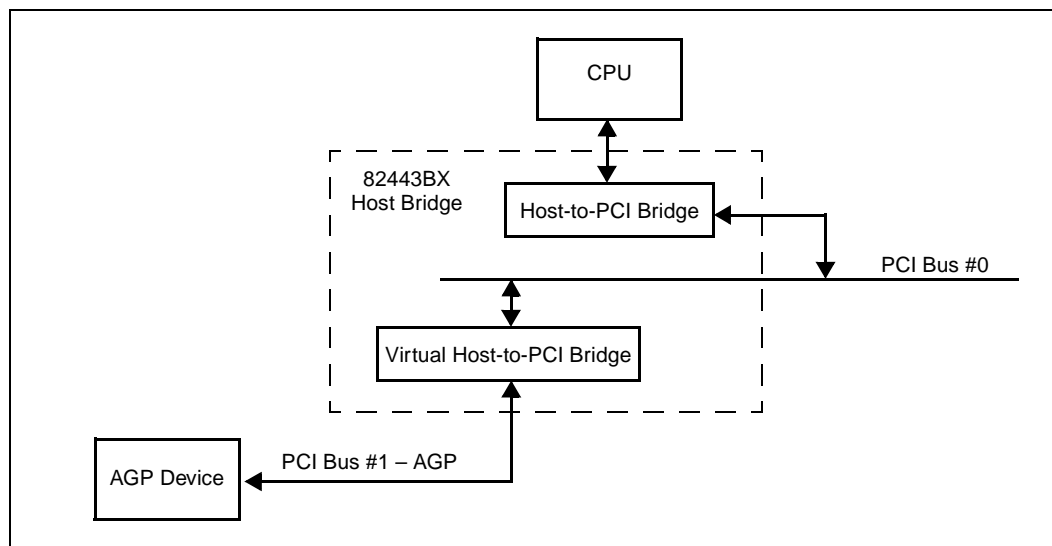 CPU
82443BX
Host Bridge
Host-to-PCI Bridge
PCI Bus #0
Virtual Host-to-PCI Bridge
PCI Bus #1 – AGP
AGP Device